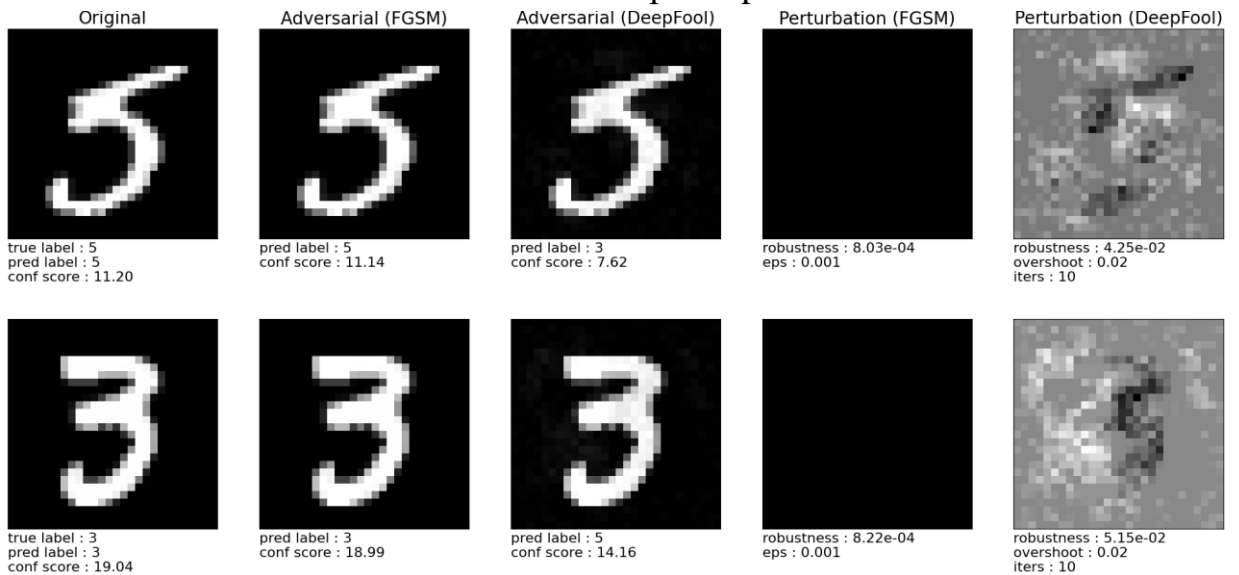 Original
Adversarial (FGSM)
Adversarial (DeepFool)
Perturbation (FGSM)
Perturbation (DeepFool)
true label : 5
pred label : 5
conf score : 11.20
pred label : 5
conf score : 11.14
pred label : 3
conf score : 7.62
robustness : 8.03e-04
eps : 0.001
robustness : 4.25e-02
overshoot : 0.02
iters : 10
true label : 3
pred label : 3
conf score : 19.04
pred label : 3
conf score : 18.99
pred label : 5
conf score : 14.16
robustness : 8.22e-04
eps : 0.001
robustness : 5.15e-02
overshoot : 0.02
iters : 10